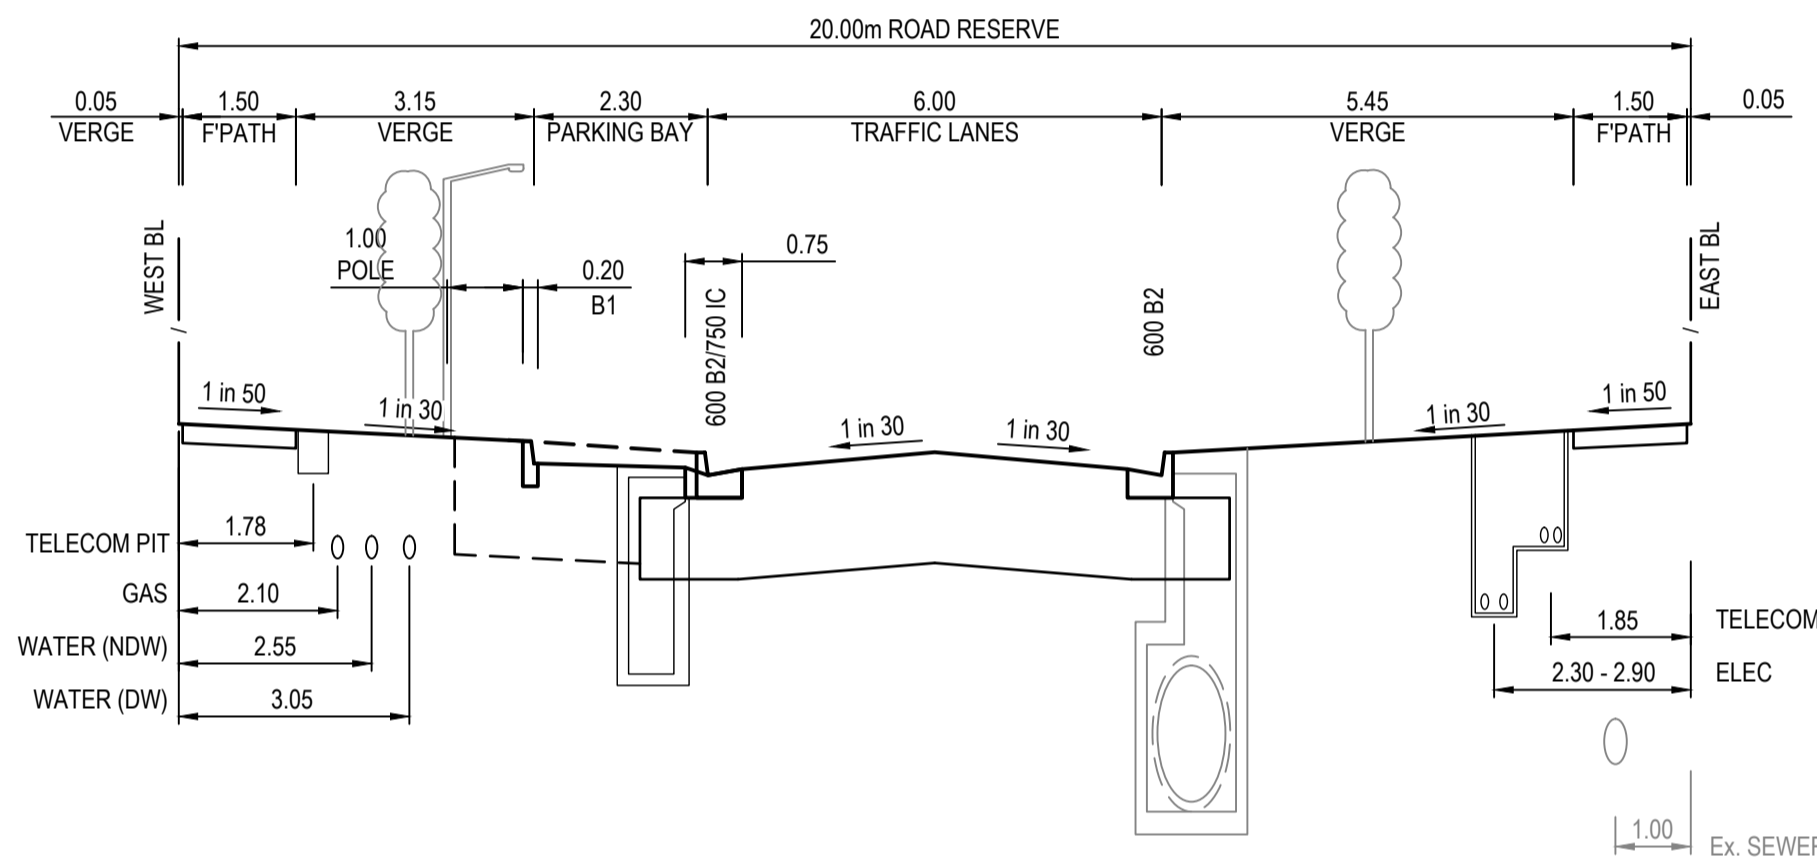 20.00m ROAD RESERVE
0.05 1.50 3.15 2.30 6.00 5.45 1.50 0.05
VERGE F'PATH VERGE PARKING BAY TRAFFIC LANES VERGE F'PATH
WEST BL
1.00
POLE
0.20
B1
0.75
600 B2/750 IC
600 B2
EAST BL
1 in 50
1 in 30
1 in 30
1 in 30
1 in 30
1 in 50
TELECOM PIT 1.78
GAS 2.10
WATER (NDW) 2.55
WATER (DW) 3.05
1.85 TELECOM
2.30 - 2.90 ELEC
1.00 Ex. SEWER